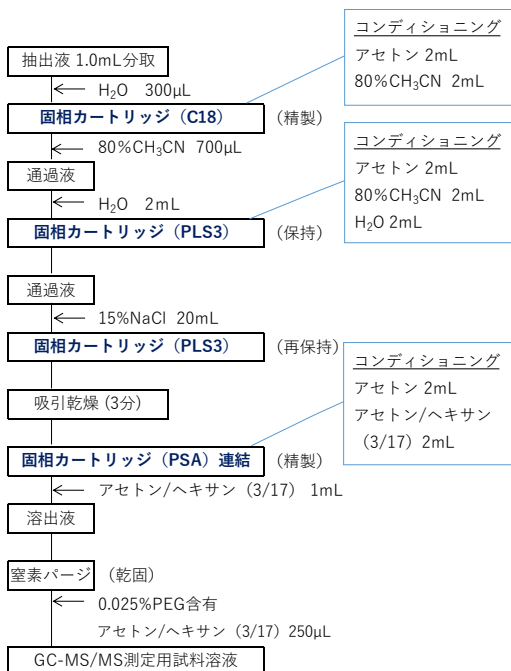 コンディショニング
アセトン 2mL
80%CH₃CN 2mL
抽出液 1.0mL分取
H₂O 300μL
固相カートリッジ（C18）
（精製）
80%CH₃CN 700μL
通過液
H₂O 2mL
コンディショニング
アセトン 2mL
80%CH₃CN 2mL
H₂O 2mL
固相カートリッジ（PLS3）
（保持）
通過液
15%NaCl 20mL
固相カートリッジ（PLS3）
（再保持）
コンディショニング
アセトン 2mL
アセトン/ヘキサン
（3/17）2mL
吸引乾燥 (3分)
固相カートリッジ（PSA）連結
（精製）
アセトン/ヘキサン（3/17） 1mL
溶出液
窒素パージ
（乾固）
0.025%PEG含有
アセトン/ヘキサン（3/17）250μL
GC-MS/MS測定用試料溶液